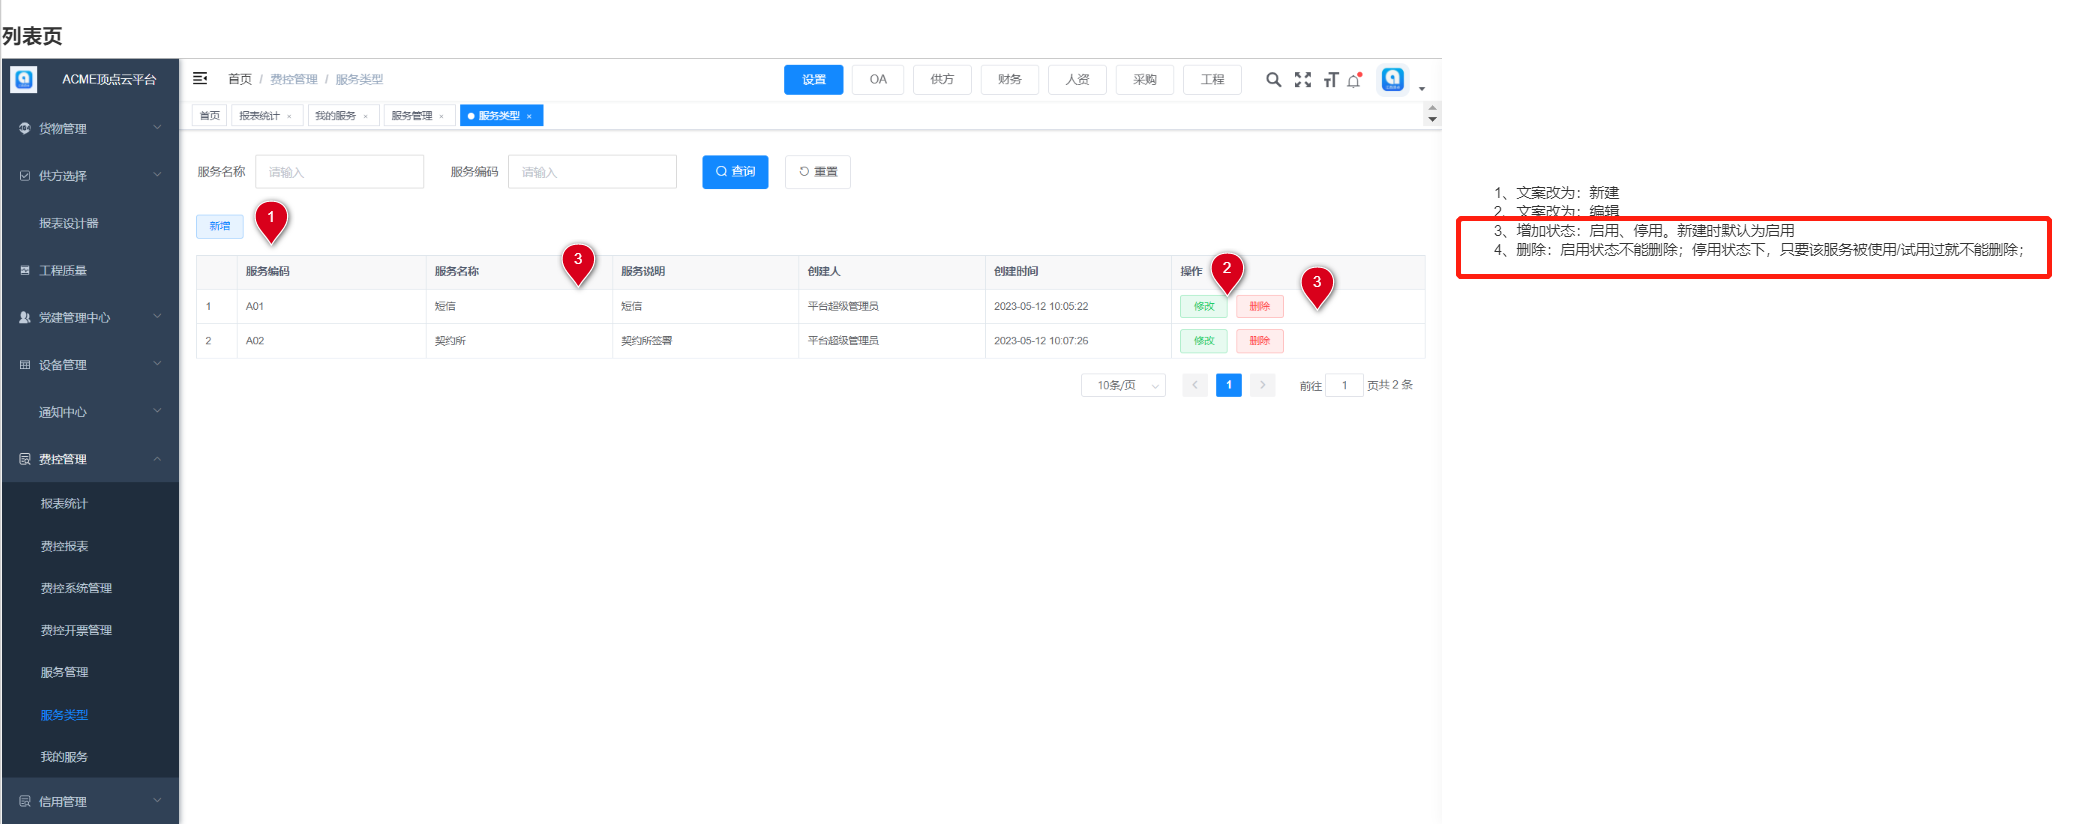 列表页
ACME顶点云平台
首页 / 费控管理 / 服务类型
设置 OA 供方 财务 人资 采购 工程
首页 报表统计 × 我的服务 × 服务管理 × 服务类型 ×
货物管理
供方选择
报表设计器
工程质量
党建管理中心
设备管理
通知中心
费控管理
报表统计
费控报表
费控系统管理
费控开票管理
服务管理
服务类型
我的服务
信用管理
服务名称 请输入 服务编码 请输入 查询 重置
新增 1
服务编码 服务名称 3 服务说明 创建人 创建时间 操作 2 3
1 A01 短信 短信 平台超级管理员 2023-05-12 10:05:22 修改 删除
2 A02 契约所 契约所签署 平台超级管理员 2023-05-12 10:07:26 修改 删除
10条/页 1 前往 1 页共 2 条
1、文案改为：新建
2、文案改为：编辑
3、增加状态：启用、停用。新建时默认为启用
4、删除：启用状态不能删除；停用状态下，只要该服务被使用/试用过就不能删除；